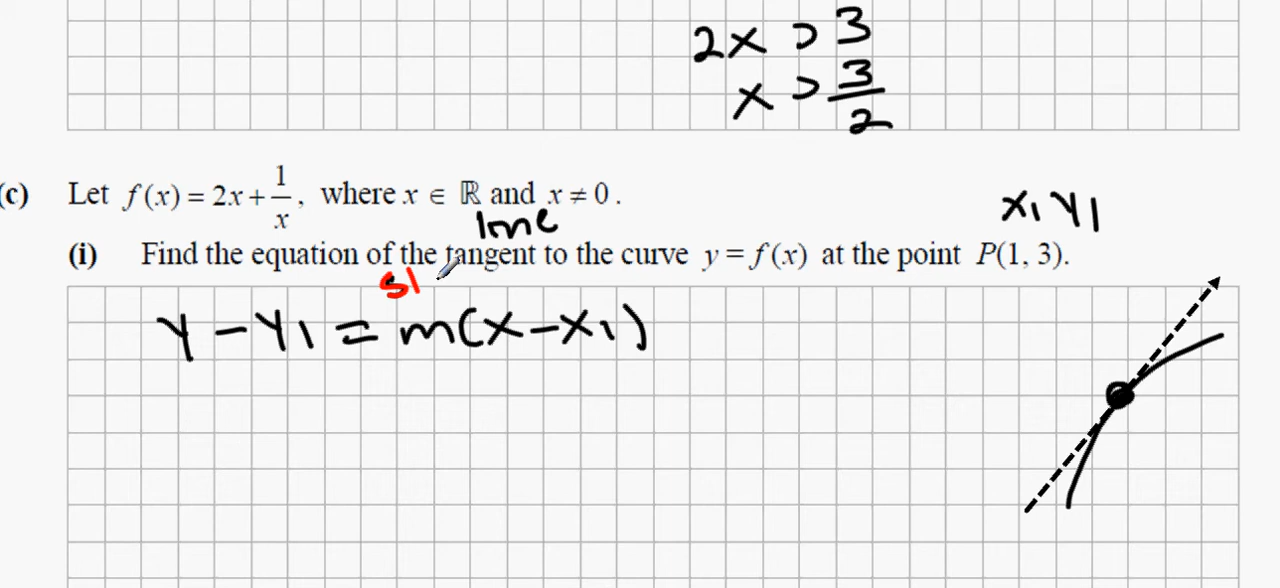 2x > 3
x > 3/2
(c) Let f(x) = 2x + 1/x, where x ∈ ℝ and x ≠ 0.
line
x1 y1
(i) Find the equation of the tangent to the curve y = f(x) at the point P(1, 3).
sl
y - y1 = m(x - x1)